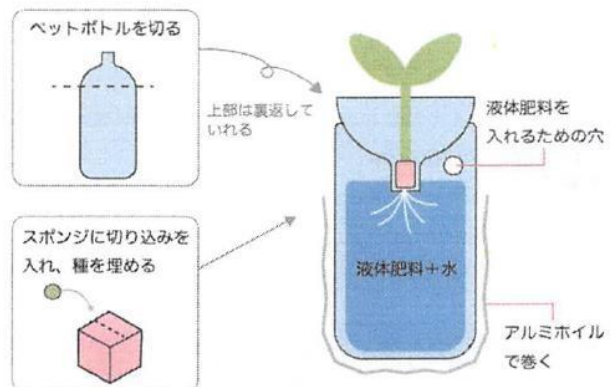 ペットボトルを切る
上部は裏返して
いれる
液体肥料を
入れるための穴
スポンジに切り込みを
入れ、種を埋める
液体肥料＋水
アルミホイル
で巻く